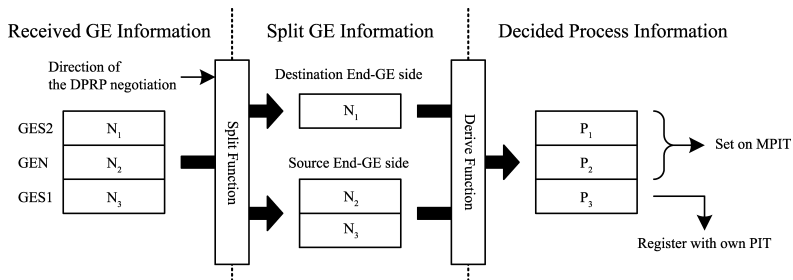 Received GE Information
Split GE Information
Decided Process Information
Direction of
the DPRP negotiation
GES2
GEN
GES1
N1
N2
N3
Split Function
Destination End-GE side
N1
Source End-GE side
N2
N3
Derive Function
P1
P2
P3
Set on MPIT
Register with own PIT